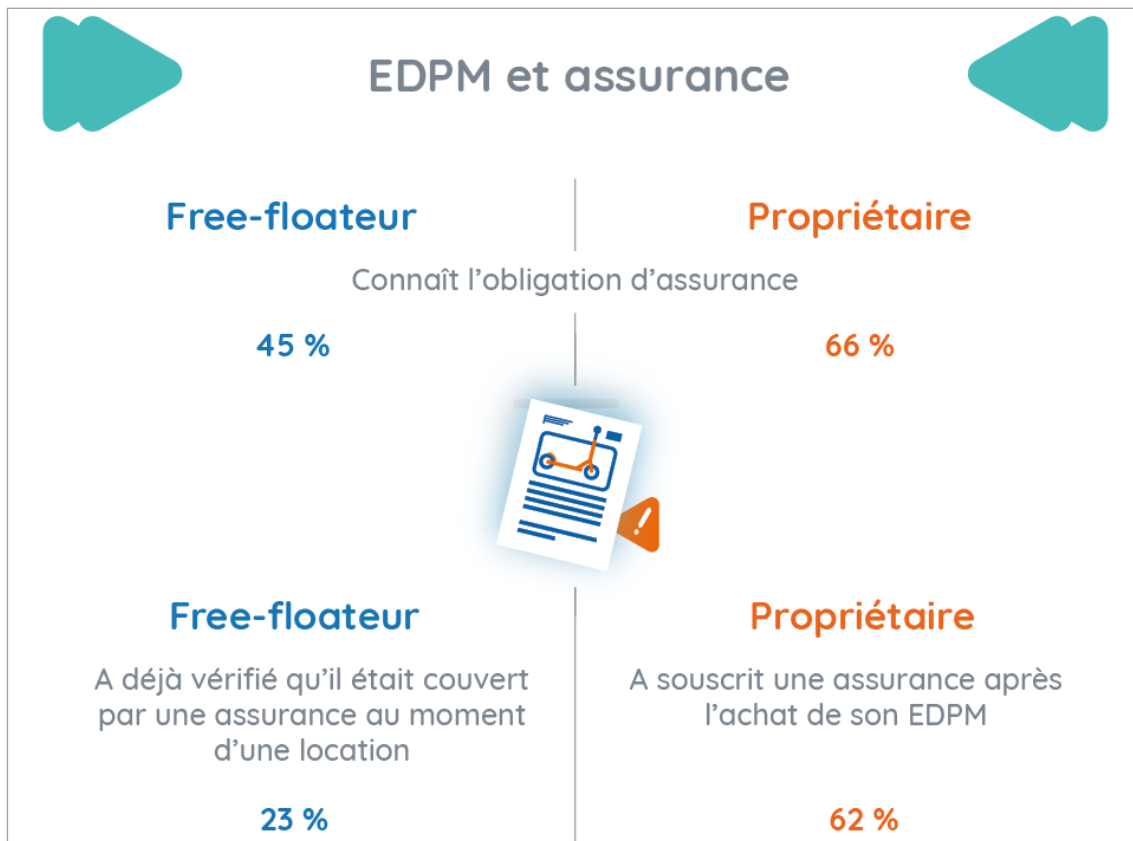 EDPM et assurance
Free-floateur
Propriétaire
Connaît l’obligation d’assurance
45 %
66 %
Free-floateur
A déjà vérifié qu’il était couvert
par une assurance au moment
d’une location
23 %
Propriétaire
A souscrit une assurance après
l’achat de son EDPM
62 %